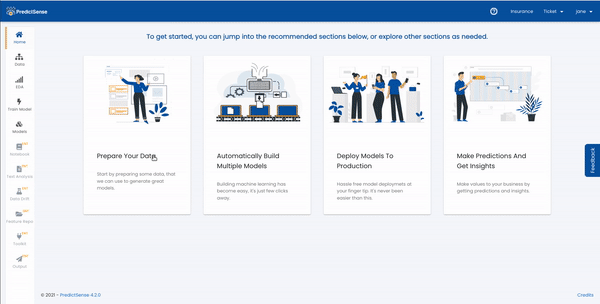 PredictSense
Insurance Ticket jane
To get started, you can jump into the recommended sections below, or explore other sections as needed.
Home
Data
EDA
Train Model
Models
Notebook
Text Analysis
Data Drift
Feature Repo
Toolkit
Prepare Your Data
Start by preparing some data, that
we can use to generate great
models.
Automatically Build
Multiple Models
Building machine learning has
become easy, it's just few clicks
away.
Deploy Models To
Production
Hassle free model deployments at
your finger tip. It's never been
easier than this.
Make Predictions And
Get Insights
Make values to your business by
getting predictions and insights.
Feedback
© 2021 - PredictSense 4.2.0
Credits